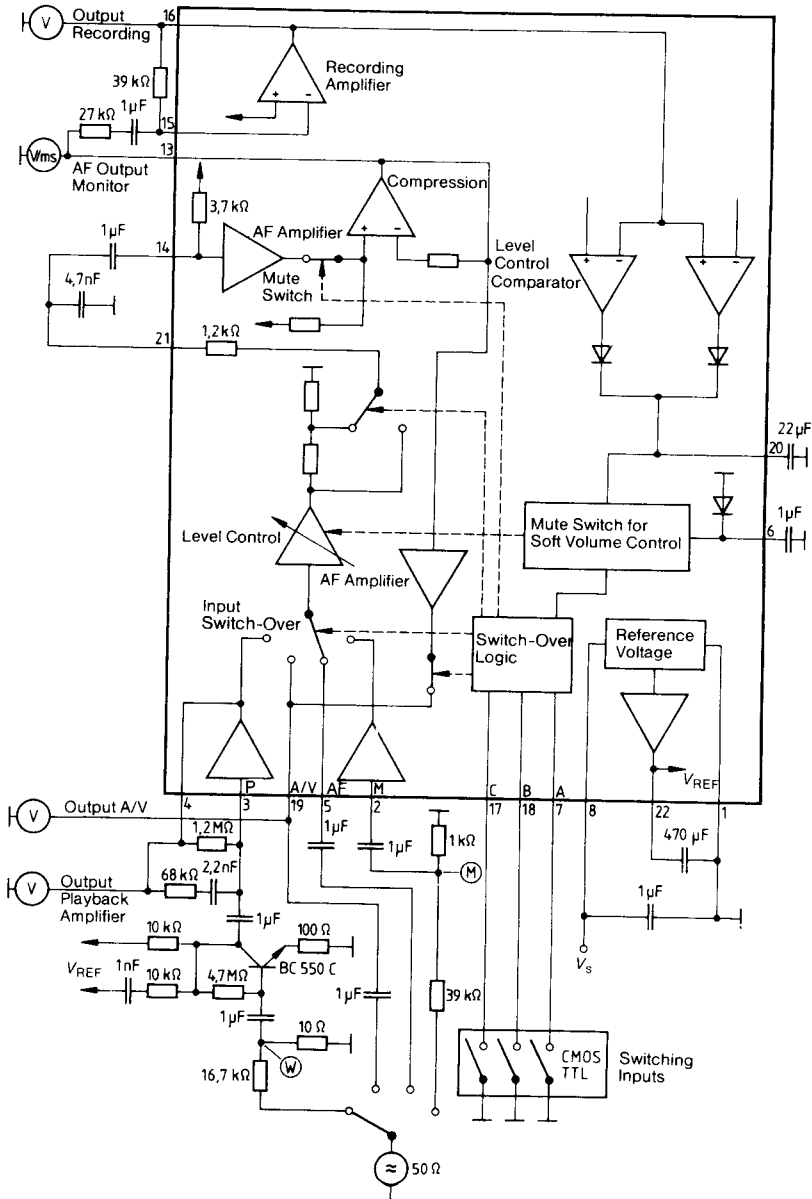 16
V
Output
Recording
39 kΩ
Recording
Amplifier
+
−
1µF
27 kΩ
15
13
V/ms
AF Output
Monitor
3,7 kΩ
Compression
+
−
AF Amplifier
1µF
14
Mute
Switch
Level
Control
Comparator
+
−
+
−
4,7nF
21
1,2 kΩ
22 µF
20
Level Control
AF Amplifier
Mute Switch for
Soft Volume Control
1µF
6
Input
Switch-Over
Switch-Over
Logic
Reference
Voltage
VREF
P
A/V
AF
M
C
B
A
4
3
19
5
2
17
18
7
8
22
1
V
Output A/V
1,2 MΩ
1µF
1µF
1 kΩ
M
470 µF
V
Output
Playback
Amplifier
68 kΩ
2,2nF
1µF
1µF
10 kΩ
100 Ω
BC 550 C
VREF
1nF
10 kΩ
4,7 MΩ
1µF
39 kΩ
VS
1µF
10 Ω
W
16,7 kΩ
CMOS
TTL
Switching
Inputs
≈
50 Ω